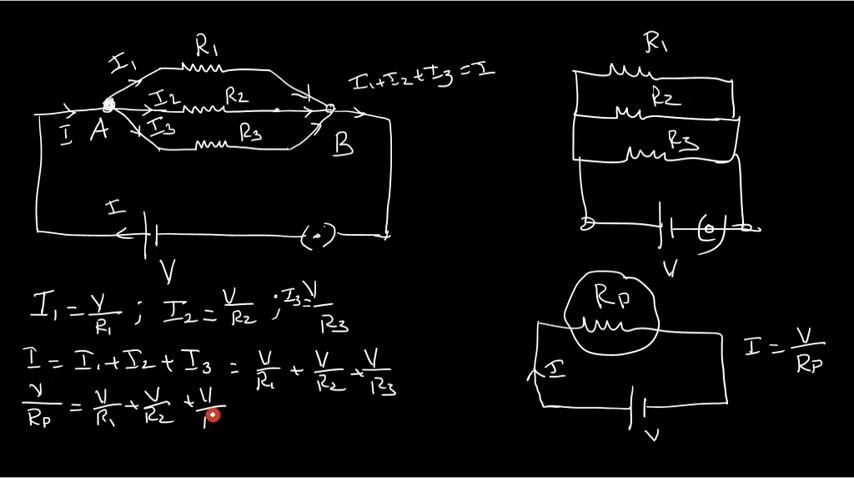 R1
I1
I1+I2+I3=I
I2
R2
I
A
I3
R3
B
I
V
R1
R2
R3
V
I1 = V/R1 ; I2 = V/R2 ; I3 = V/R3
I = I1 + I2 + I3 = V/R1 + V/R2 + V/R3
V/RP = V/R1 + V/R2 + V/
RP
I
V
I = V/RP